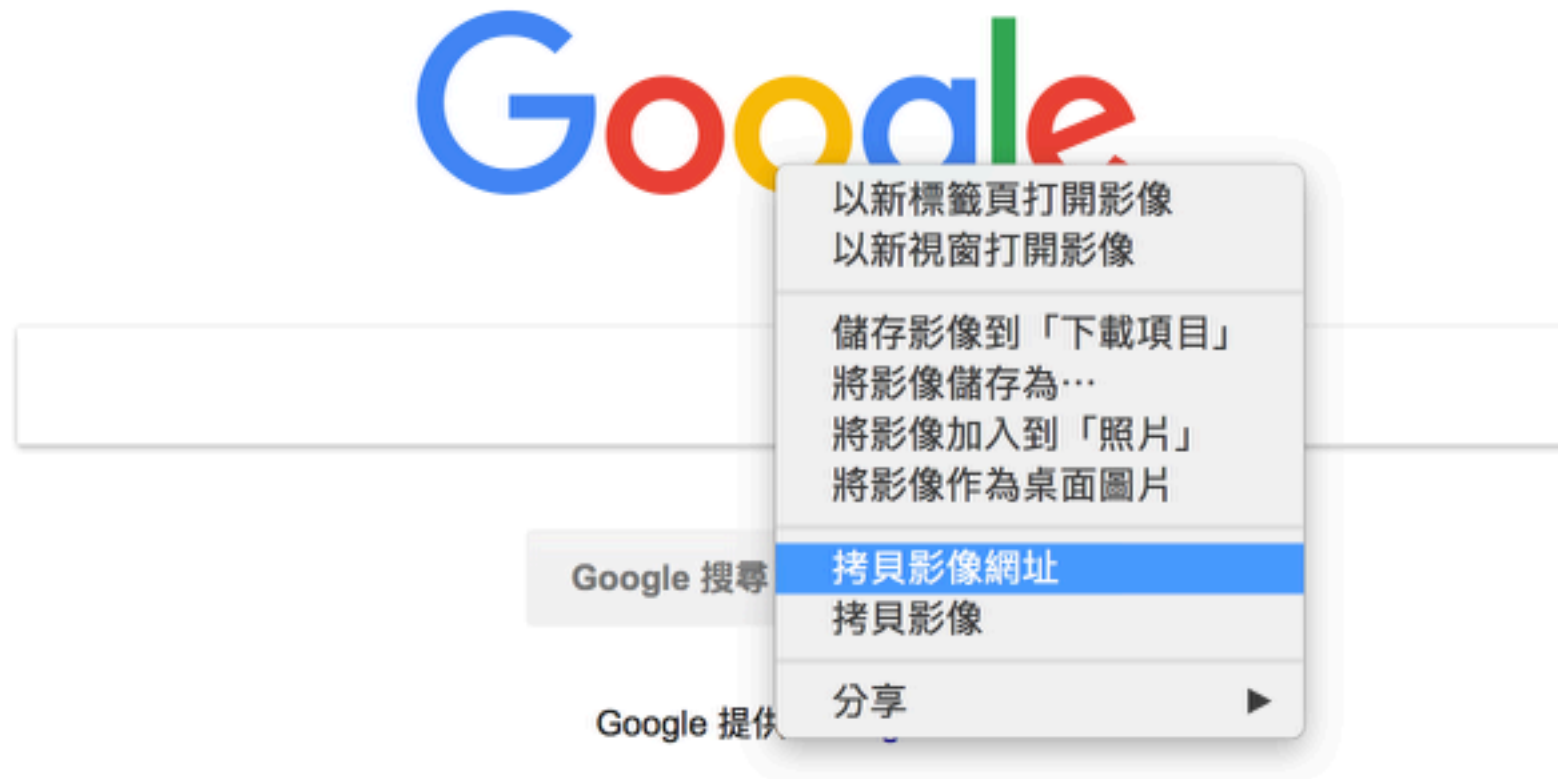 Google
以新標籤頁打開影像
以新視窗打開影像
儲存影像到「下載項目」
將影像儲存為…
將影像加入到「照片」
將影像作為桌面圖片
Google 搜尋
拷貝影像網址
拷貝影像
分享
Google 提供